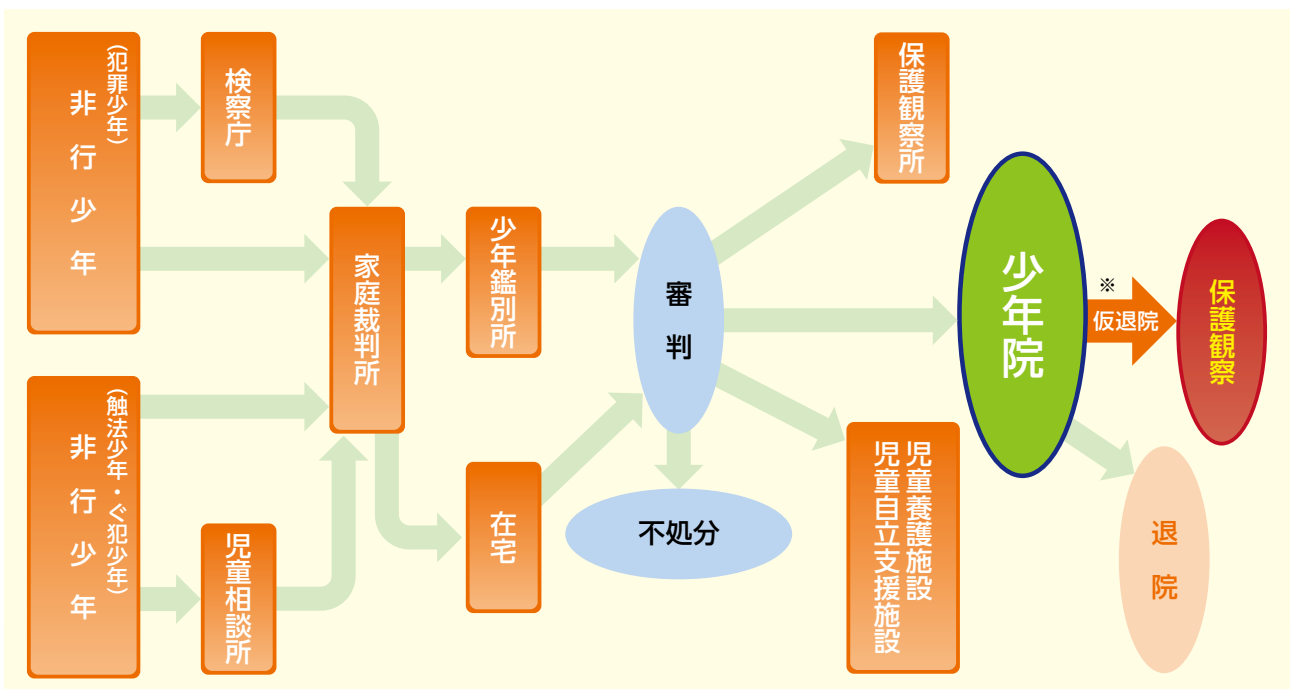 非行少年
(犯罪少年)
検察庁
非行少年
(触法少年・ぐ犯少年)
児童相談所
家庭裁判所
少年鑑別所
在宅
審判
不処分
保護観察所
児童養護施設
児童自立支援施設
少年院
※
仮退院
保護観察
退院